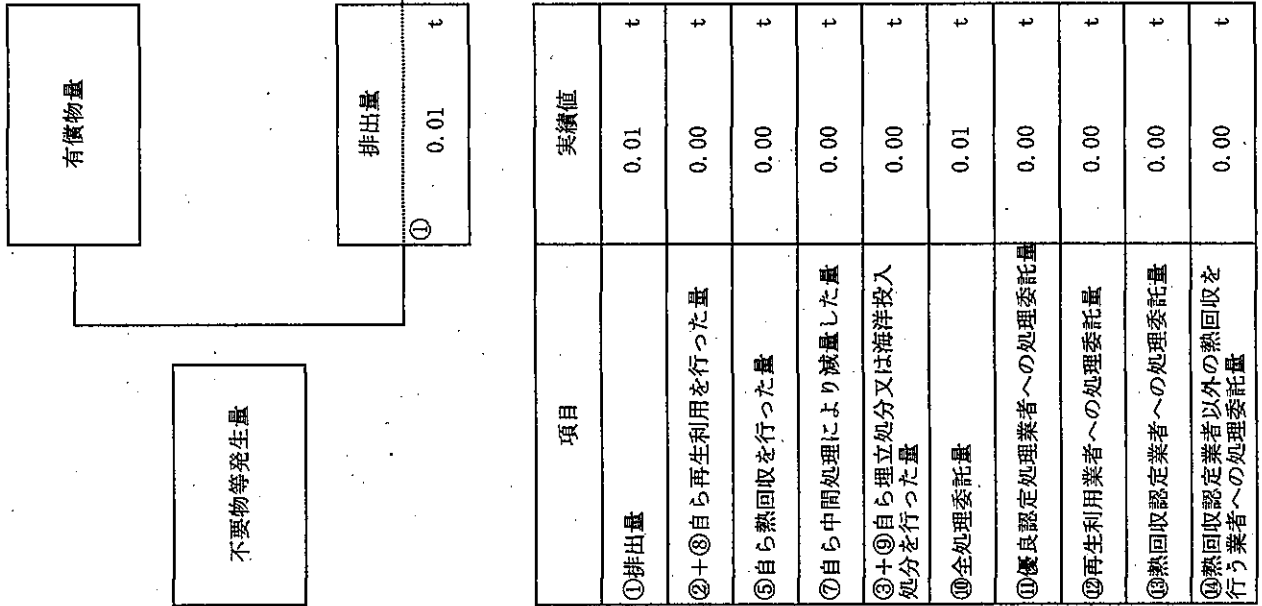 不要物等発生量
有償物量
排出量
① 0.01 t
項目 実績値
①排出量 0.01 t
②+⑧自ら再生利用を行った量 0.00 t
⑤自ら熱回収を行った量 0.00 t
⑦自ら中間処理により減量した量 0.00 t
③+⑨自ら埋立処分又は海洋投入
処分を行った量 0.00 t
⑩全処理委託量 0.01 t
⑪優良認定処理業者への処理委託量 0.00 t
⑫再生利用業者への処理委託量 0.00 t
⑬熱回収認定業者への処理委託量 0.00 t
⑭熱回収認定業者以外の熱回収を
行う業者への処理委託量 0.00 t